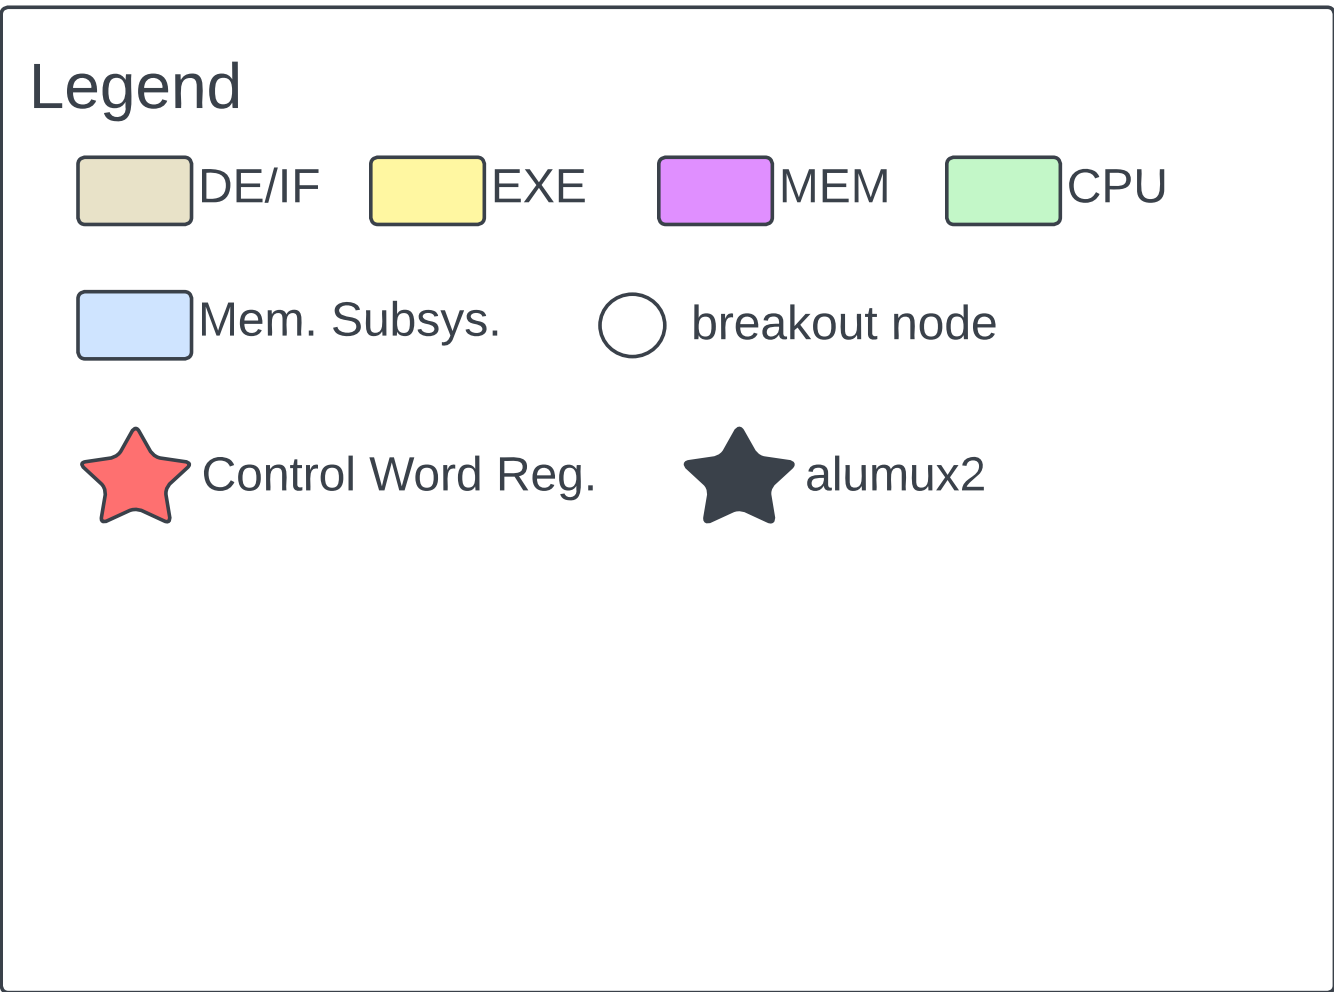 Legend
DE/IF EXE MEM CPU
Mem. Subsys. breakout node
Control Word Reg. alumux2